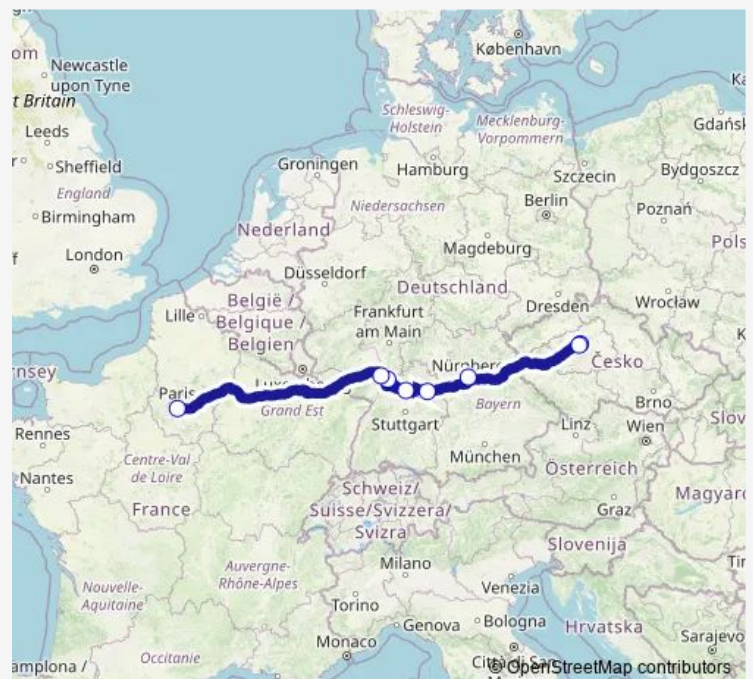 København
Newcastle
upon Tyne
t Britain
Leeds
Sheffield
England
Birmingham
London
Schleswig-
Holstein
Mecklenburg-
Vorpommern
Gdańsk
Groningen
Hamburg
Szczecin
Bydgoszcz
Niedersachsen
Berlin
Poznań
Nederland
Magdeburg
Pols
Düsseldorf
Deutschland
België /
Belgique /
Belgien
Lille
Frankfurt
am Main
Dresden
Wrocław
rnsey
Paris
Grand Est
Nürnberg
Česko
Bayern
Brno
Slov
Rennes
Stuttgart
Linz
Wien
Centre-Val
de Loire
München
Nantes
France
Schweiz/
Suisse/Svizzera/
Svizra
Österreich
Magyar
Graz
Slovenija
Auvergne-
Rhône-Alpes
Milano
Nouvelle-
Aquitaine
Torino
Venezia
Genova
Bologna
Hrvatska
Monaco
Sarajevo
amplona /
Occitanie
© OpenStreetMap contributors